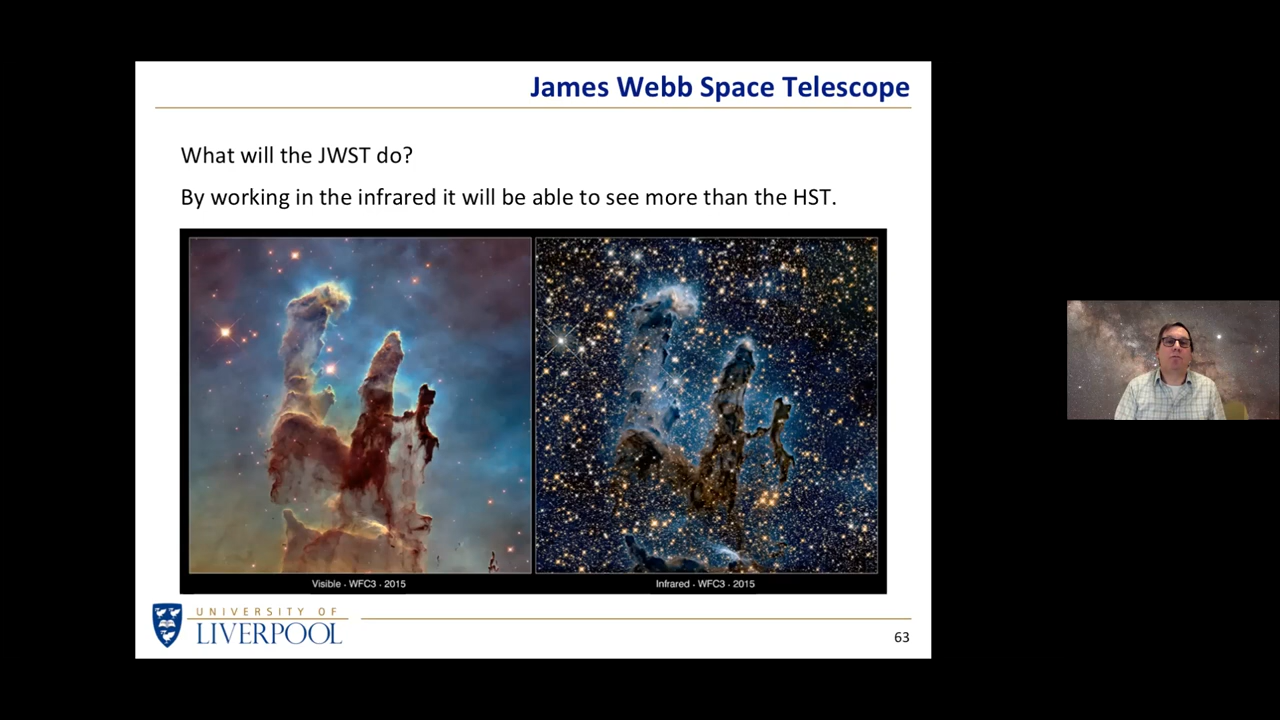 James Webb Space Telescope
What will the JWST do?
By working in the infrared it will be able to see more than the HST.
Visible · WFC3 · 2015
Infrared · WFC3 · 2015
UNIVERSITY OF
LIVERPOOL
63